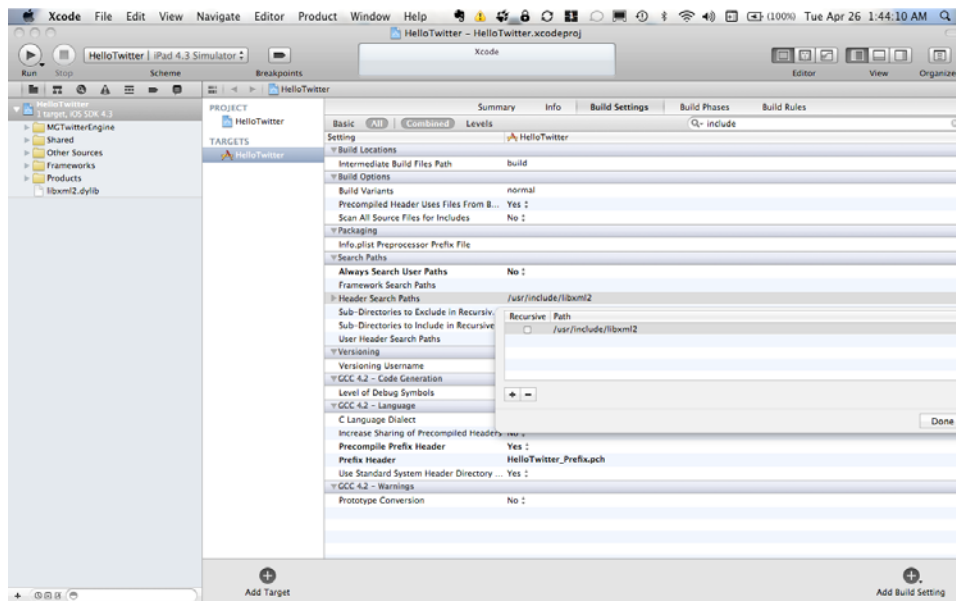 Xcode File Edit View Navigate Editor Product Window Help (100%) Tue Apr 26 1:44:10 AM
HelloTwitter – HelloTwitter.xcodeproj
HelloTwitter | iPad 4.3 Simulator
Xcode
Run Stop Scheme Breakpoints Editor View Organize
HelloTwitter
HelloTwitter
1 target, iOS SDK 4.3
MGTwitterEngine
Shared
Other Sources
Frameworks
Products
libxml2.dylib
PROJECT
HelloTwitter
TARGETS
HelloTwitter
Summary Info Build Settings Build Phases Build Rules
Basic All Combined Levels include
Setting HelloTwitter
Build Locations
Intermediate Build Files Path build
Build Options
Build Variants normal
Precompiled Header Uses Files From B... Yes
Scan All Source Files for Includes No
Packaging
Info.plist Preprocessor Prefix File
Search Paths
Always Search User Paths No
Framework Search Paths
Header Search Paths /usr/include/libxml2
Sub-Directories to Exclude in Recursiv
Sub-Directories to Include in Recursive
User Header Search Paths
Recursive Path
/usr/include/libxml2
+ −
Done
Versioning
Versioning Username
GCC 4.2 – Code Generation
Level of Debug Symbols
GCC 4.2 – Language
C Language Dialect
Increase Sharing of Precompiled Headers No
Precompile Prefix Header Yes
Prefix Header HelloTwitter_Prefix.pch
Use Standard System Header Directory ... Yes
GCC 4.2 – Warnings
Prototype Conversion No
Add Target
Add Build Setting